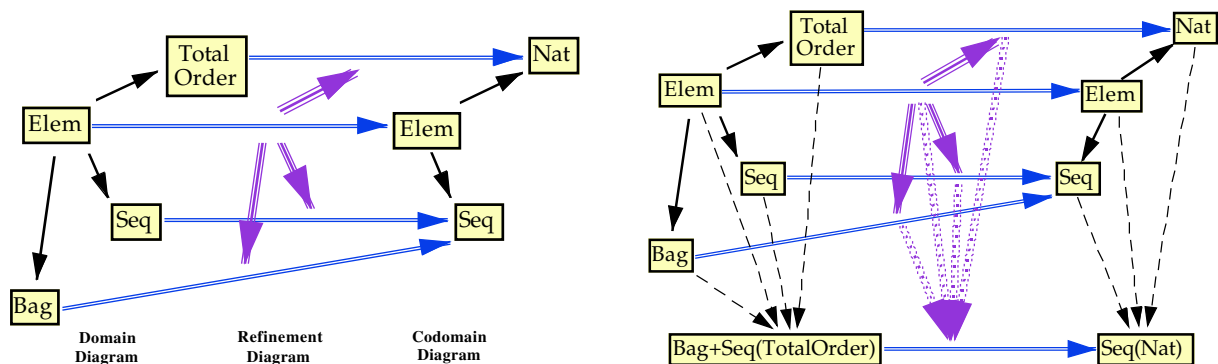 Total
Order
Nat
Elem
Elem
Seq
Seq
Bag
Domain
Diagram
Refinement
Diagram
Codomain
Diagram
Total
Order
Nat
Elem
Elem
Seq
Seq
Bag
Bag+Seq(TotalOrder)
Seq(Nat)